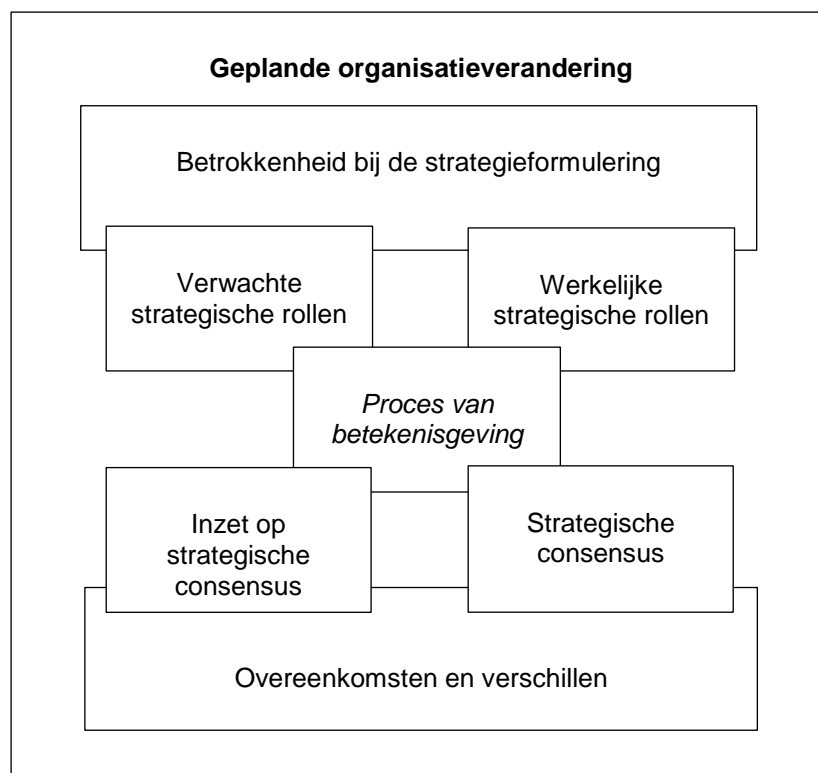 Geplande organisatieverandering
Betrokkenheid bij de strategieformulering
Verwachte
strategische rollen
Werkelijke
strategische rollen
Proces van
betekenisgeving
Inzet op
strategische
consensus
Strategische
consensus
Overeenkomsten en verschillen